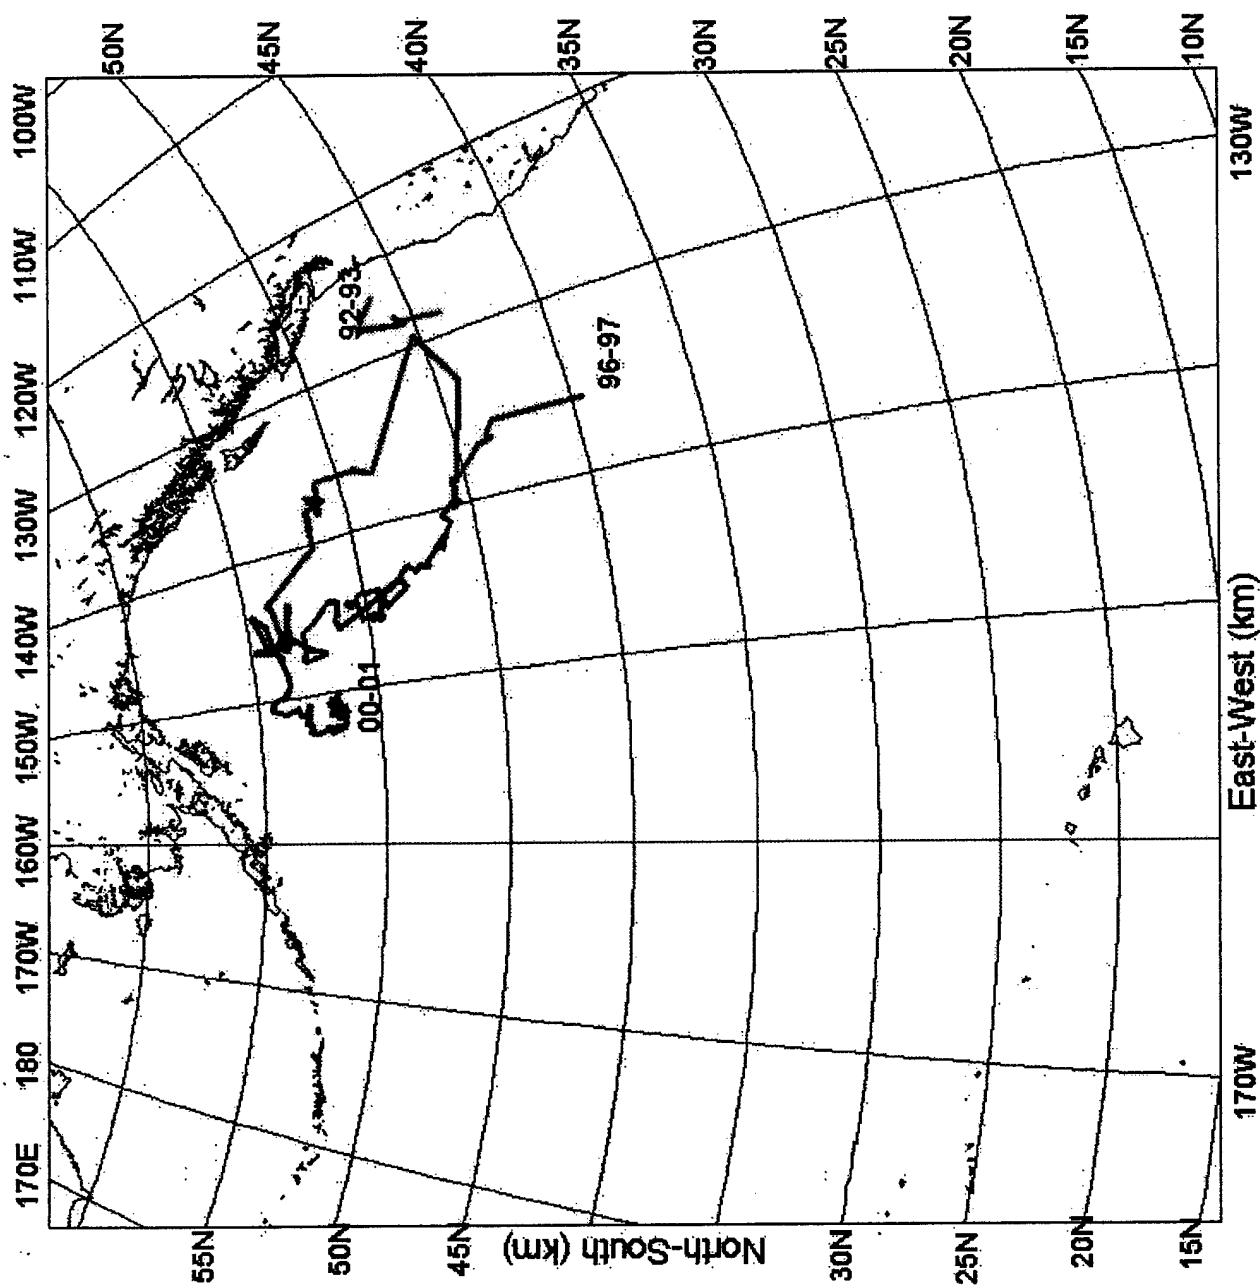 170E 180 170W 160W 150W 140W 130W 120W 110W 100W
50N
45N
40N
35N
30N
25N
20N
15N
10N
92-93
96-97
00-01
55N
50N
45N
North-South (km)
30N
25N
20N
15N
170W
130W
East-West (km)